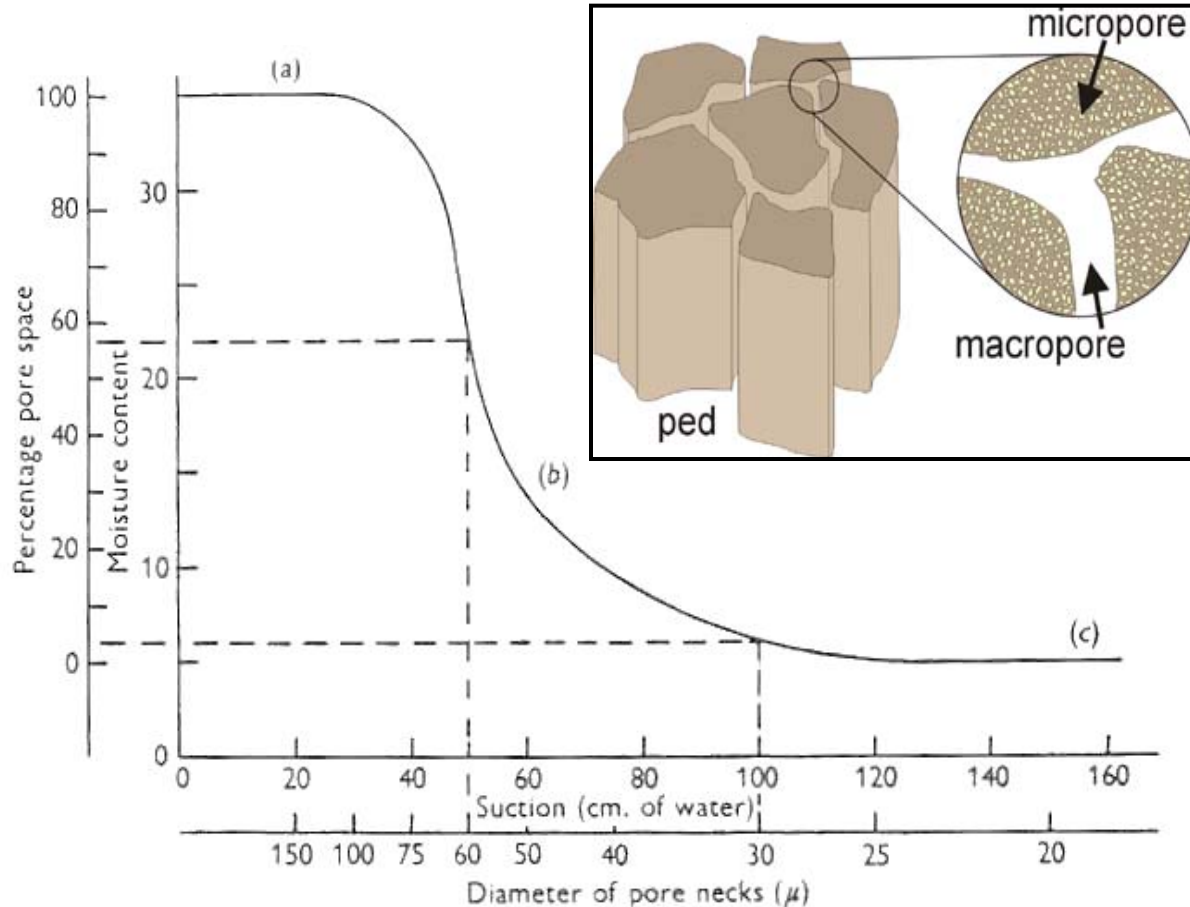 micropore
macropore
ped
(a)
(b)
(c)
Percentage pore space
100
80
60
40
20
0
Moisture content
30
20
10
0
0 20 40 60 80 100 120 140 160
Suction (cm. of water)
150 100 75 60 50 40 30 25 20
Diameter of pore necks (μ)